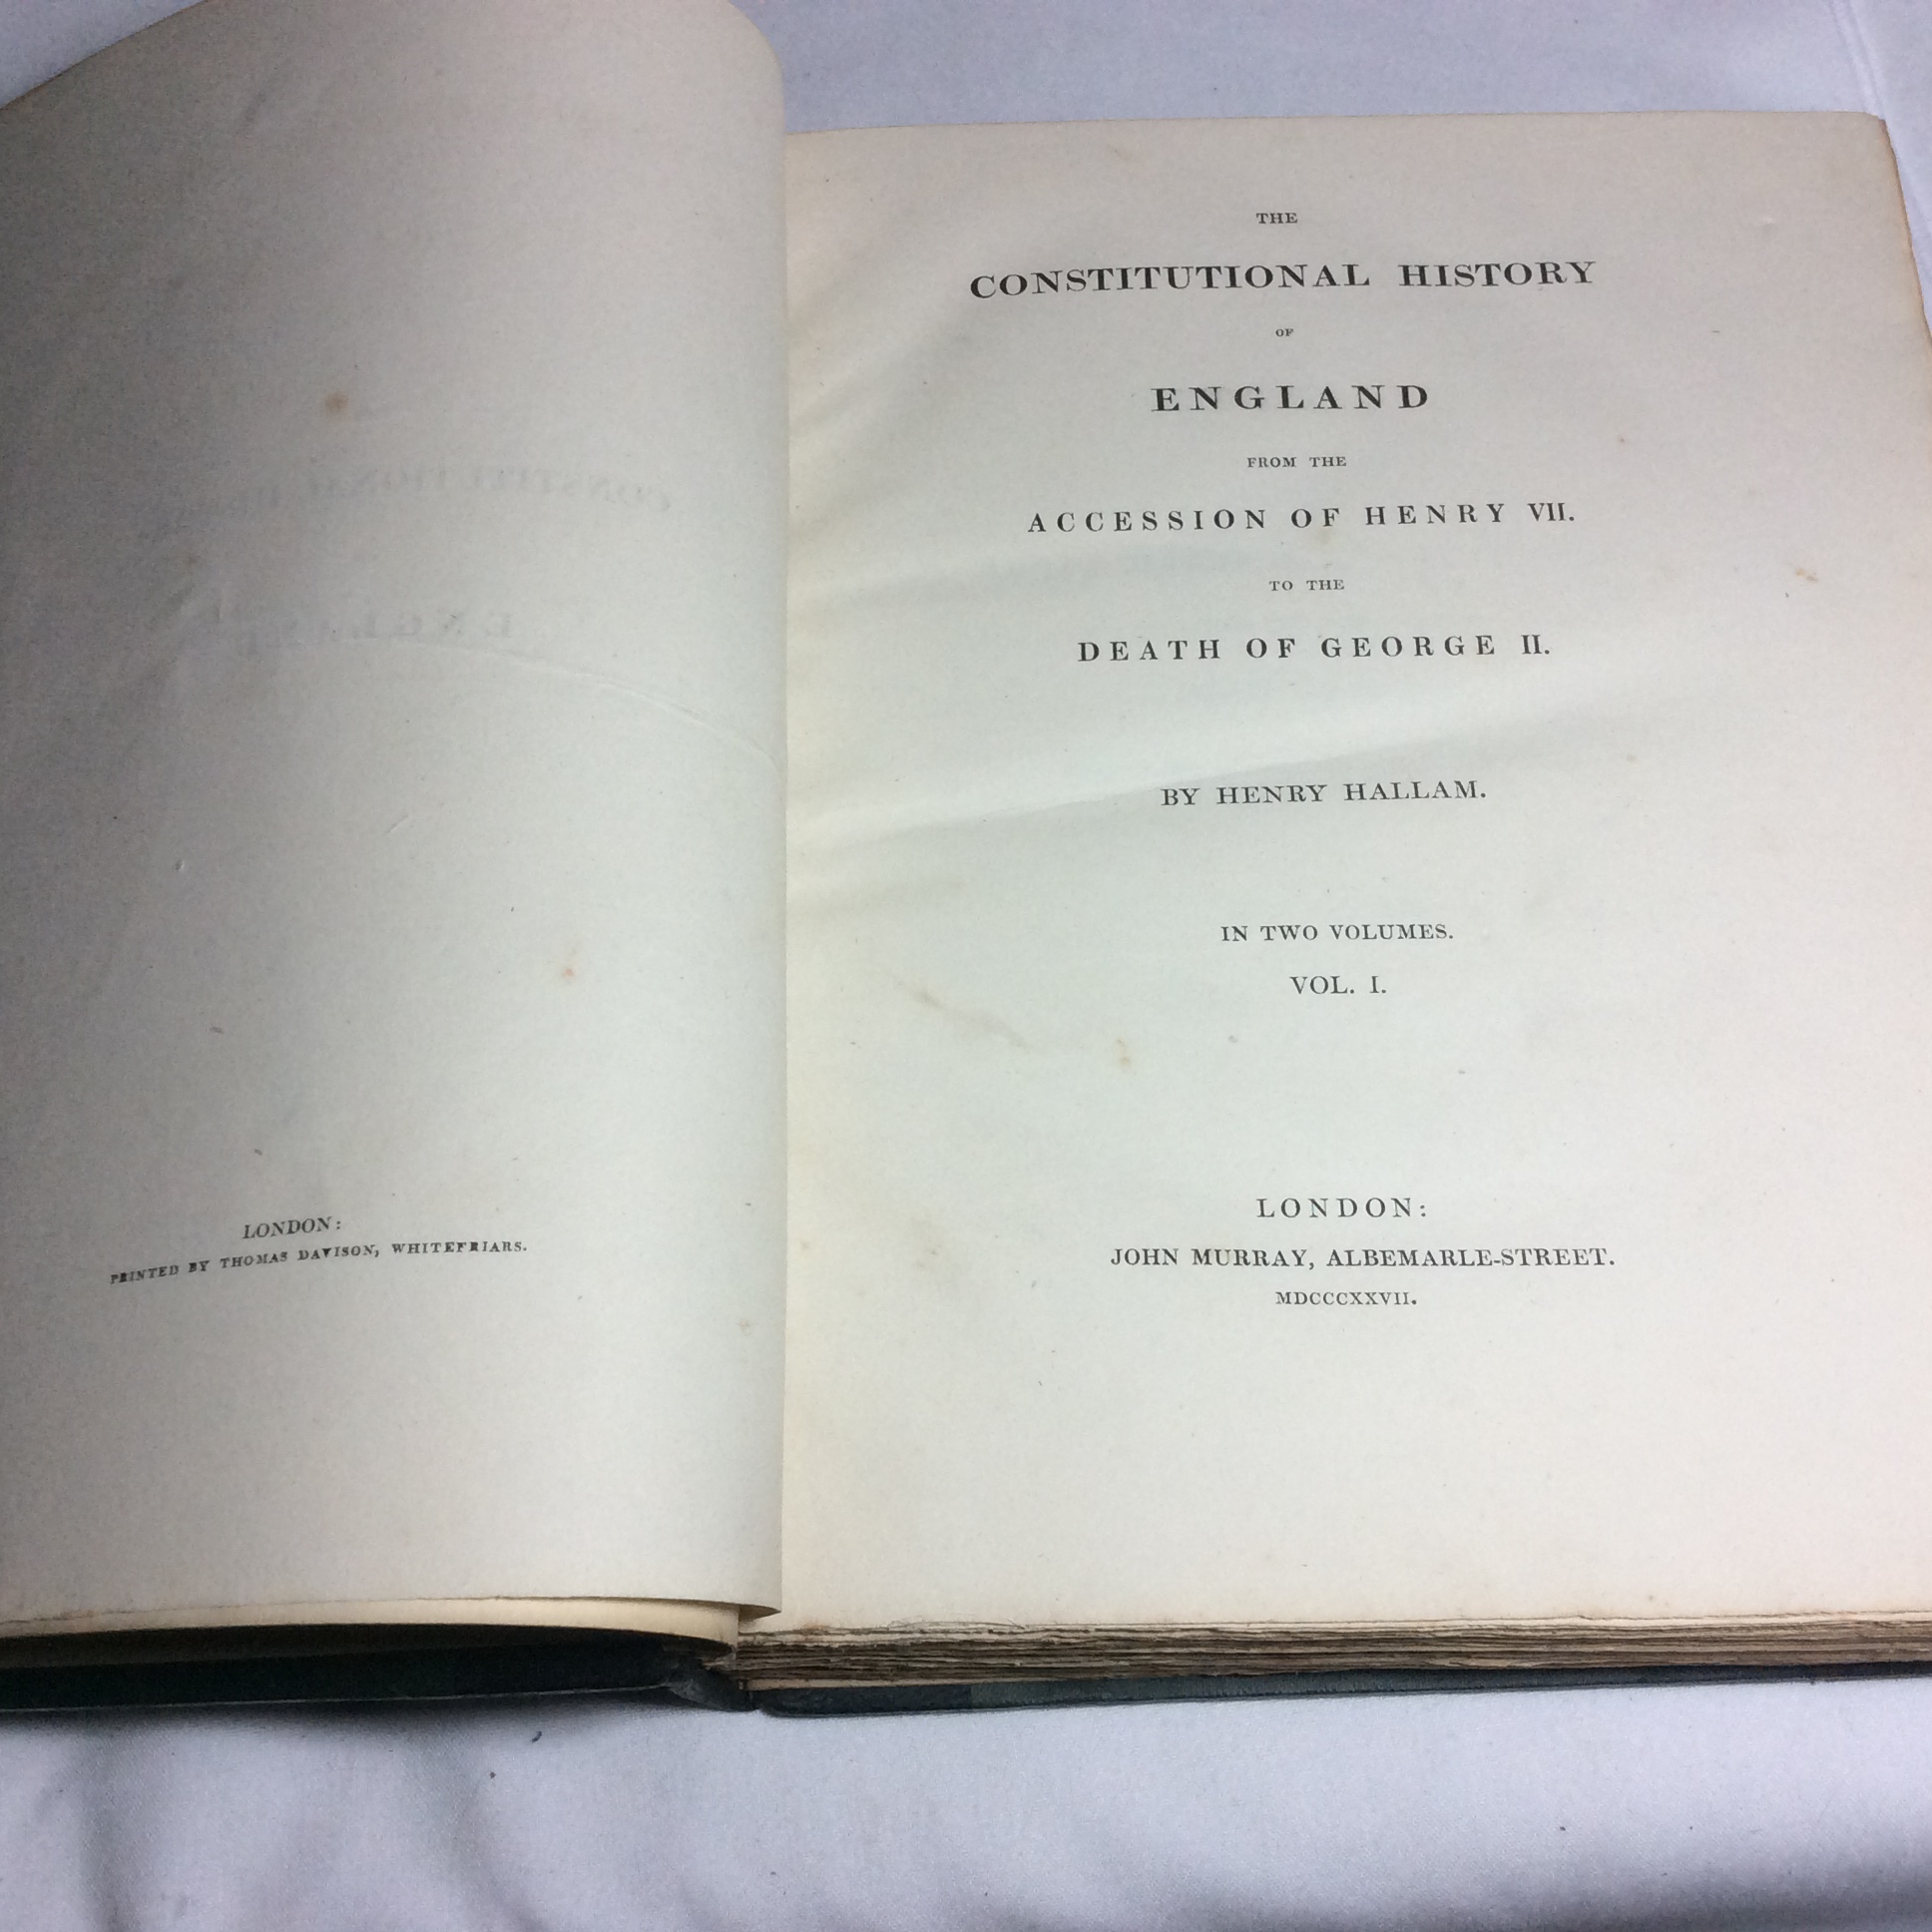 LONDON:
PRINTED BY THOMAS DAVISON, WHITEFRIARS.
THE
CONSTITUTIONAL HISTORY
OF
ENGLAND
FROM THE
ACCESSION OF HENRY VII.
TO THE
DEATH OF GEORGE II.
BY HENRY HALLAM.
IN TWO VOLUMES.
VOL. I.
LONDON:
JOHN MURRAY, ALBEMARLE-STREET.
MDCCCXXVII.